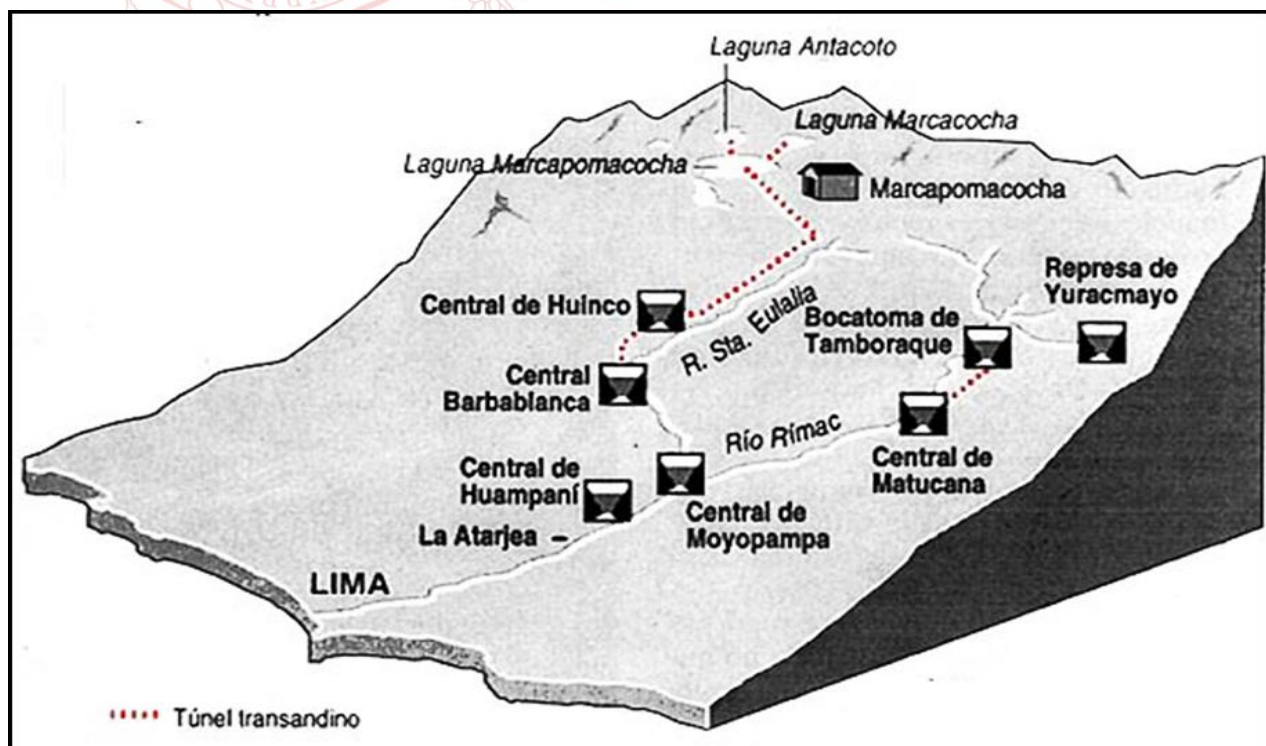 Laguna Antacoto
Laguna Marcacocha
Laguna Marcapomacocha
Marcapomacocha
Represa de
Yuracmayo
Central de Huinco
R. Sta. Eulalia
Bocatoma de
Tamboraque
Central
Barbablanca
Río Rímac
Central de
Matucana
Central de
Huampaní
Central de
Moyopampa
La Atarjea
LIMA
Túnel transandino